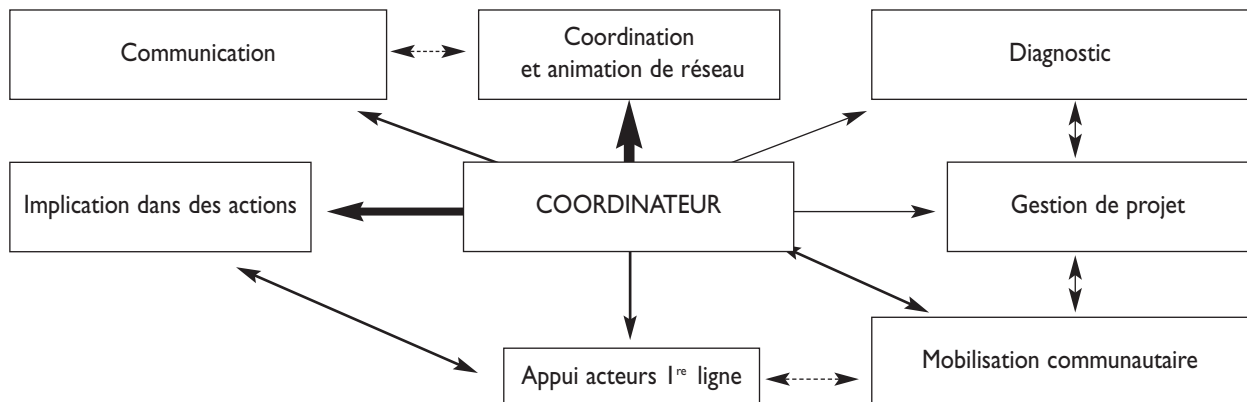 Communication
Coordination
et animation de réseau
Diagnostic
Implication dans des actions
COORDINATEUR
Gestion de projet
Appui acteurs 1re ligne
Mobilisation communautaire